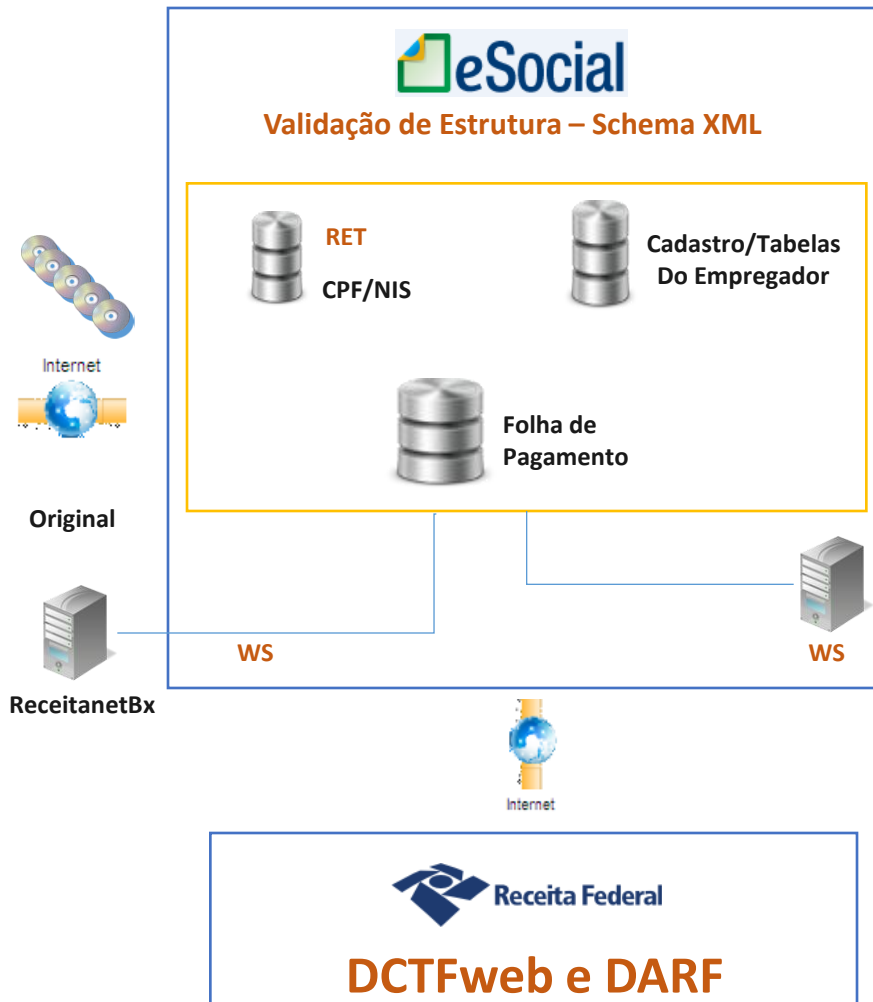 eSocial
Validação de Estrutura – Schema XML
RET
CPF/NIS
Cadastro/Tabelas
Do Empregador
Internet
Folha de
Pagamento
Original
WS
WS
ReceitanetBx
Internet
Receita Federal
DCTFweb e DARF